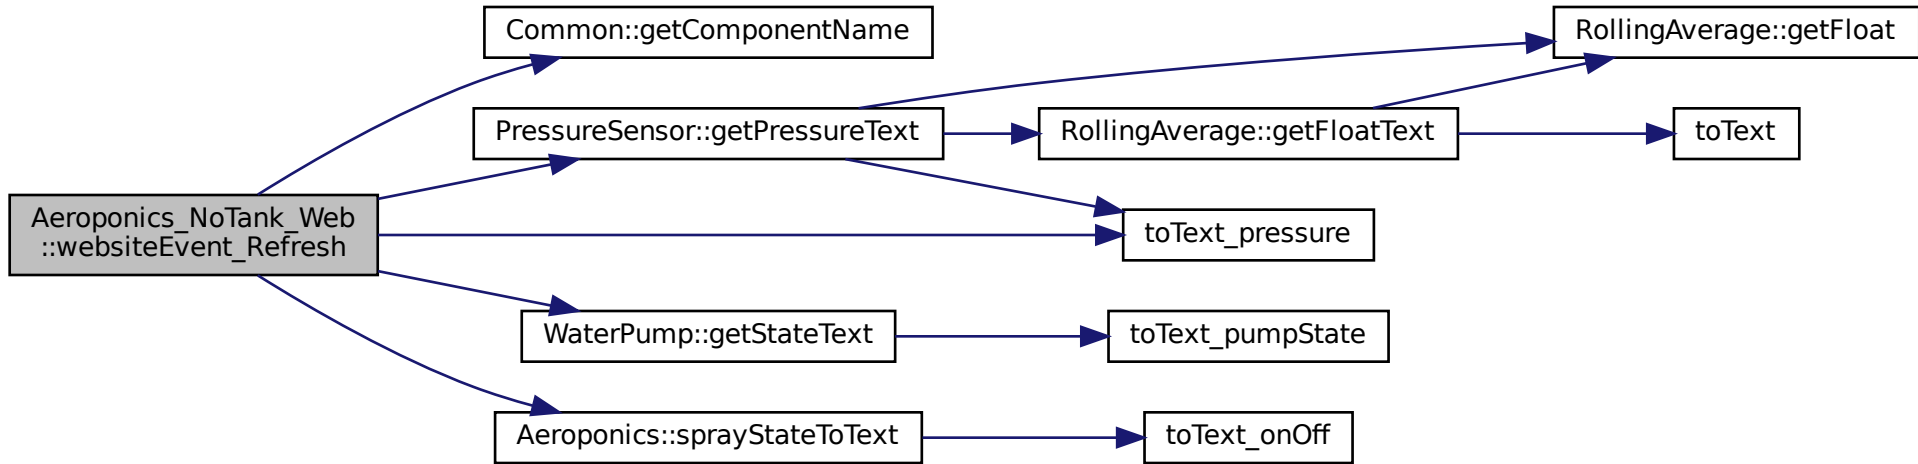 Common::getComponentName
RollingAverage::getFloat
PressureSensor::getPressureText
RollingAverage::getFloatText
toText
Aeroponics_NoTank_Web
::websiteEvent_Refresh
toText_pressure
WaterPump::getStateText
toText_pumpState
Aeroponics::sprayStateToText
toText_onOff